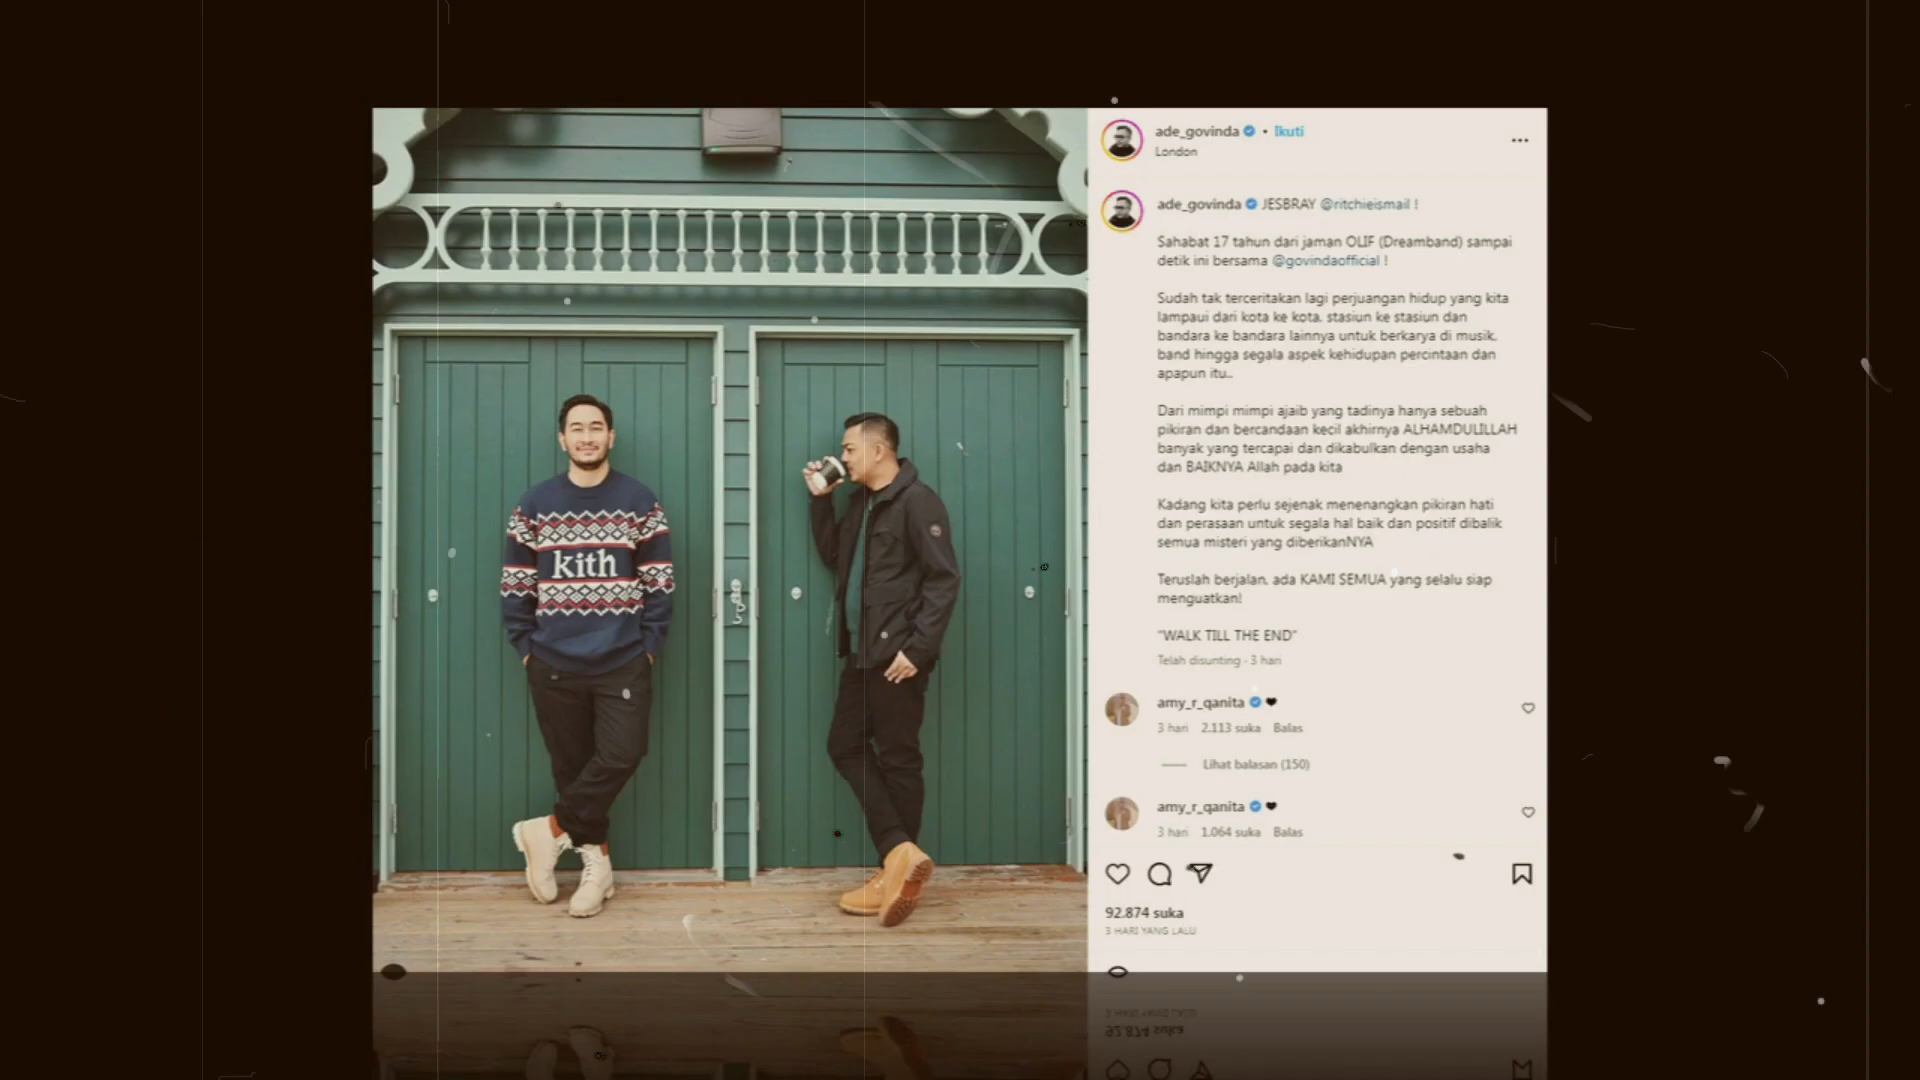 kith
ade_govinda • Ikuti
London
ade_govinda JESBRAY @ritchieismail !
Sahabat 17 tahun dari jaman OLIF (Dreamband) sampai
detik ini bersama @govindaofficial !
Sudah tak terceritakan lagi perjuangan hidup yang kita
lampaui dari kota ke kota, stasiun ke stasiun dan
bandara ke bandara lainnya untuk berkarya di musik,
band hingga segala aspek kehidupan percintaan dan
apapun itu..
Dari mimpi mimpi ajaib yang tadinya hanya sebuah
pikiran dan bercandaan kecil akhirnya ALHAMDULILLAH
banyak yang tercapai dan dikabulkan dengan usaha
dan BAIKNYA Allah pada kita
Kadang kita perlu sejenak menenangkan pikiran hati
dan perasaan untuk segala hal baik dan positif dibalik
semua misteri yang diberikanNYA
Teruslah berjalan, ada KAMI SEMUA yang selalu siap
menguatkan!
"WALK TILL THE END"
Telah disunting · 3 hari
amy_r_qanita
3 hari 2.113 suka Balas
Lihat balasan (150)
amy_r_qanita
3 hari 1.064 suka Balas
92.874 suka
3 HARI YANG LALU